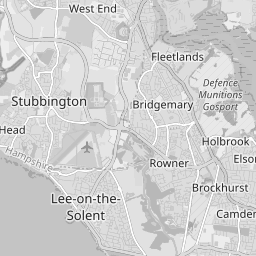 West End
Fleetlands
Defence
Munitions
Gosport
Stubbington
Bridgemary
Head
Holbrook
Hampshire
Rowner
Elson
Brockhurst
Lee-on-the-
Solent
Camden